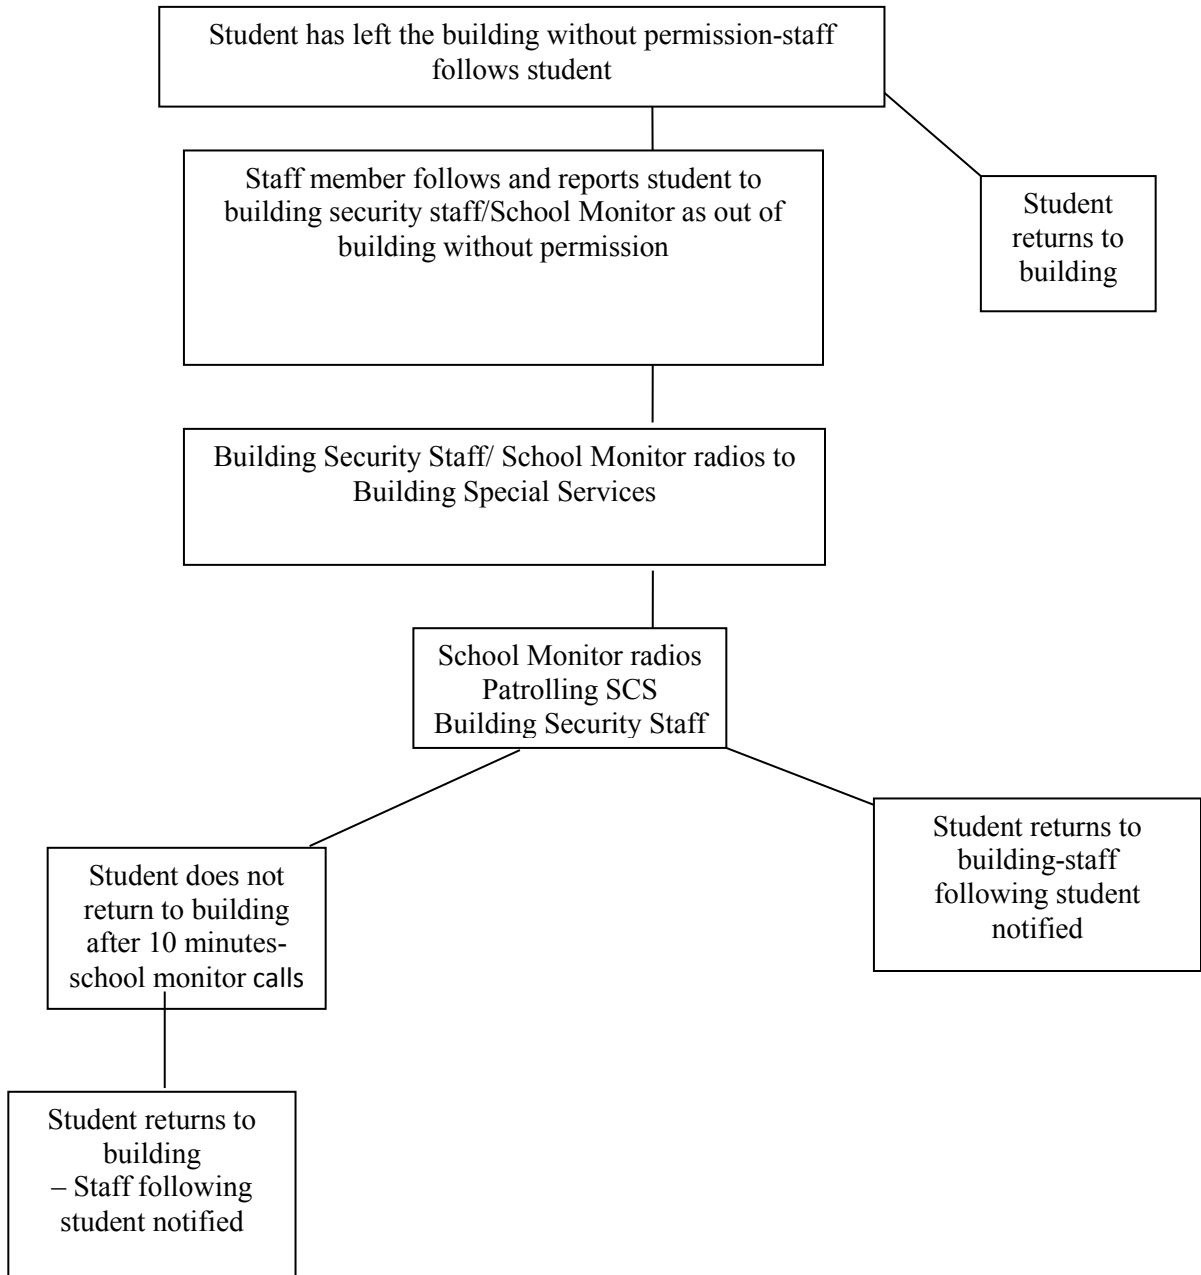 Student has left the building without permission-staff
follows student
Staff member follows and reports student to
building security staff/School Monitor as out of
building without permission
Student
returns to
building
Building Security Staff/ School Monitor radios to
Building Special Services
School Monitor radios
Patrolling SCS
Building Security Staff
Student returns to
building-staff
following student
notified
Student does not
return to building
after 10 minutes-
school monitor calls
Student returns to
building
– Staff following
student notified